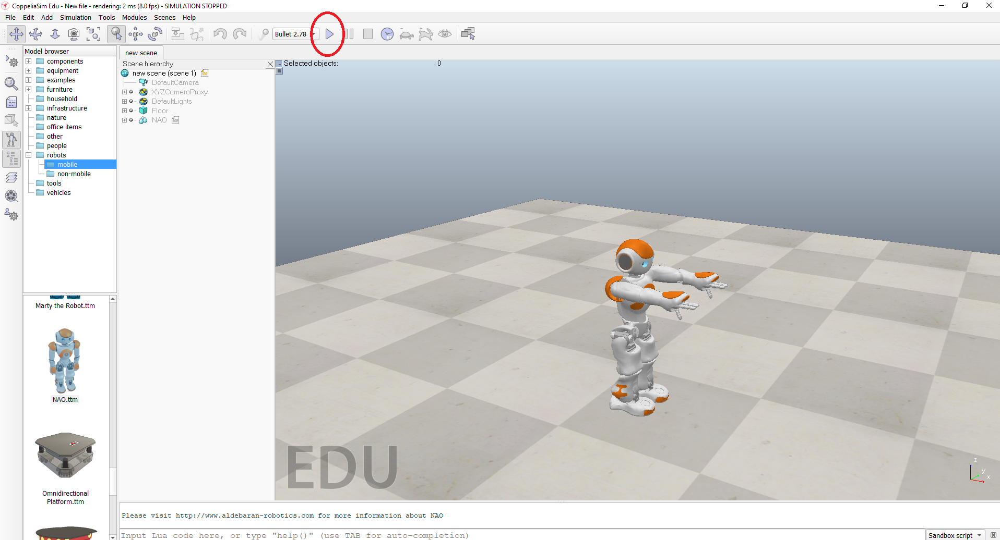 CoppeliaSim Edu - New file - rendering: 2 ms (8.0 fps) - SIMULATION STOPPED
File Edit Add Simulation Tools Modules Scenes Help
Bullet 2.78
Model browser
components
equipment
examples
furniture
household
infrastructure
nature
office items
other
people
robots
mobile
non-mobile
tools
vehicles
Marty the Robot.ttm
NAO.ttm
Omnidirectional
Platform.ttm
new scene
Scene hierarchy
new scene (scene 1)
DefaultCamera
XYZCameraProxy
DefaultLights
Floor
NAO
Selected objects: 0
EDU
z
y
x
Please visit http://www.aldebaran-robotics.com for more information about NAO
Input Lua code here, or type "help()" (use TAB for auto-completion)
Sandbox script